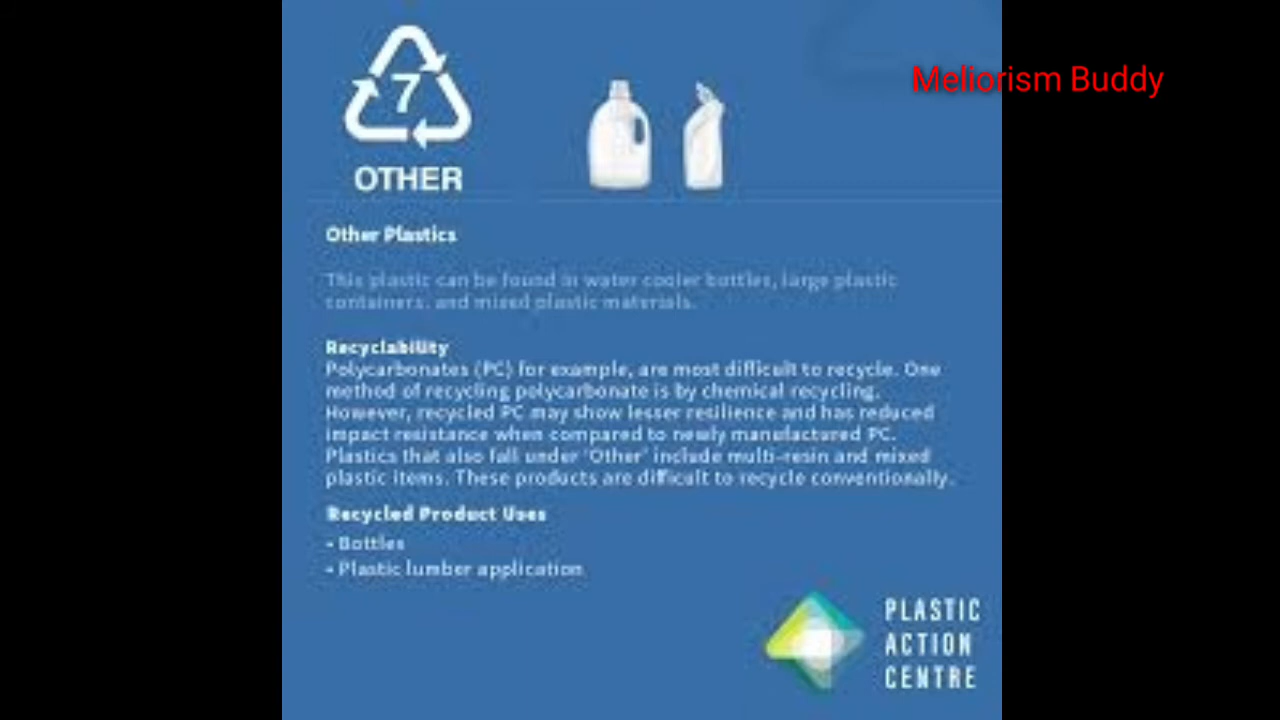 7
OTHER
Meliorism Buddy
Other Plastics
This plastic can be found in water cooler bottles, large plastic
containers. and mixed plastic materials.
Recyclability
Polycarbonates (PC) for example, are most difficult to recycle. One
method of recycling polycarbonate is by chemical recycling.
However, recycled PC may show lesser resilience and has reduced
impact resistance when compared to newly manufactured PC.
Plastics that also fall under 'Other' include multi-resin and mixed
plastic items. These products are difficult to recycle conventionally.
Recycled Product Uses
• Bottles
• Plastic lumber application
PLASTIC
ACTION
CENTRE